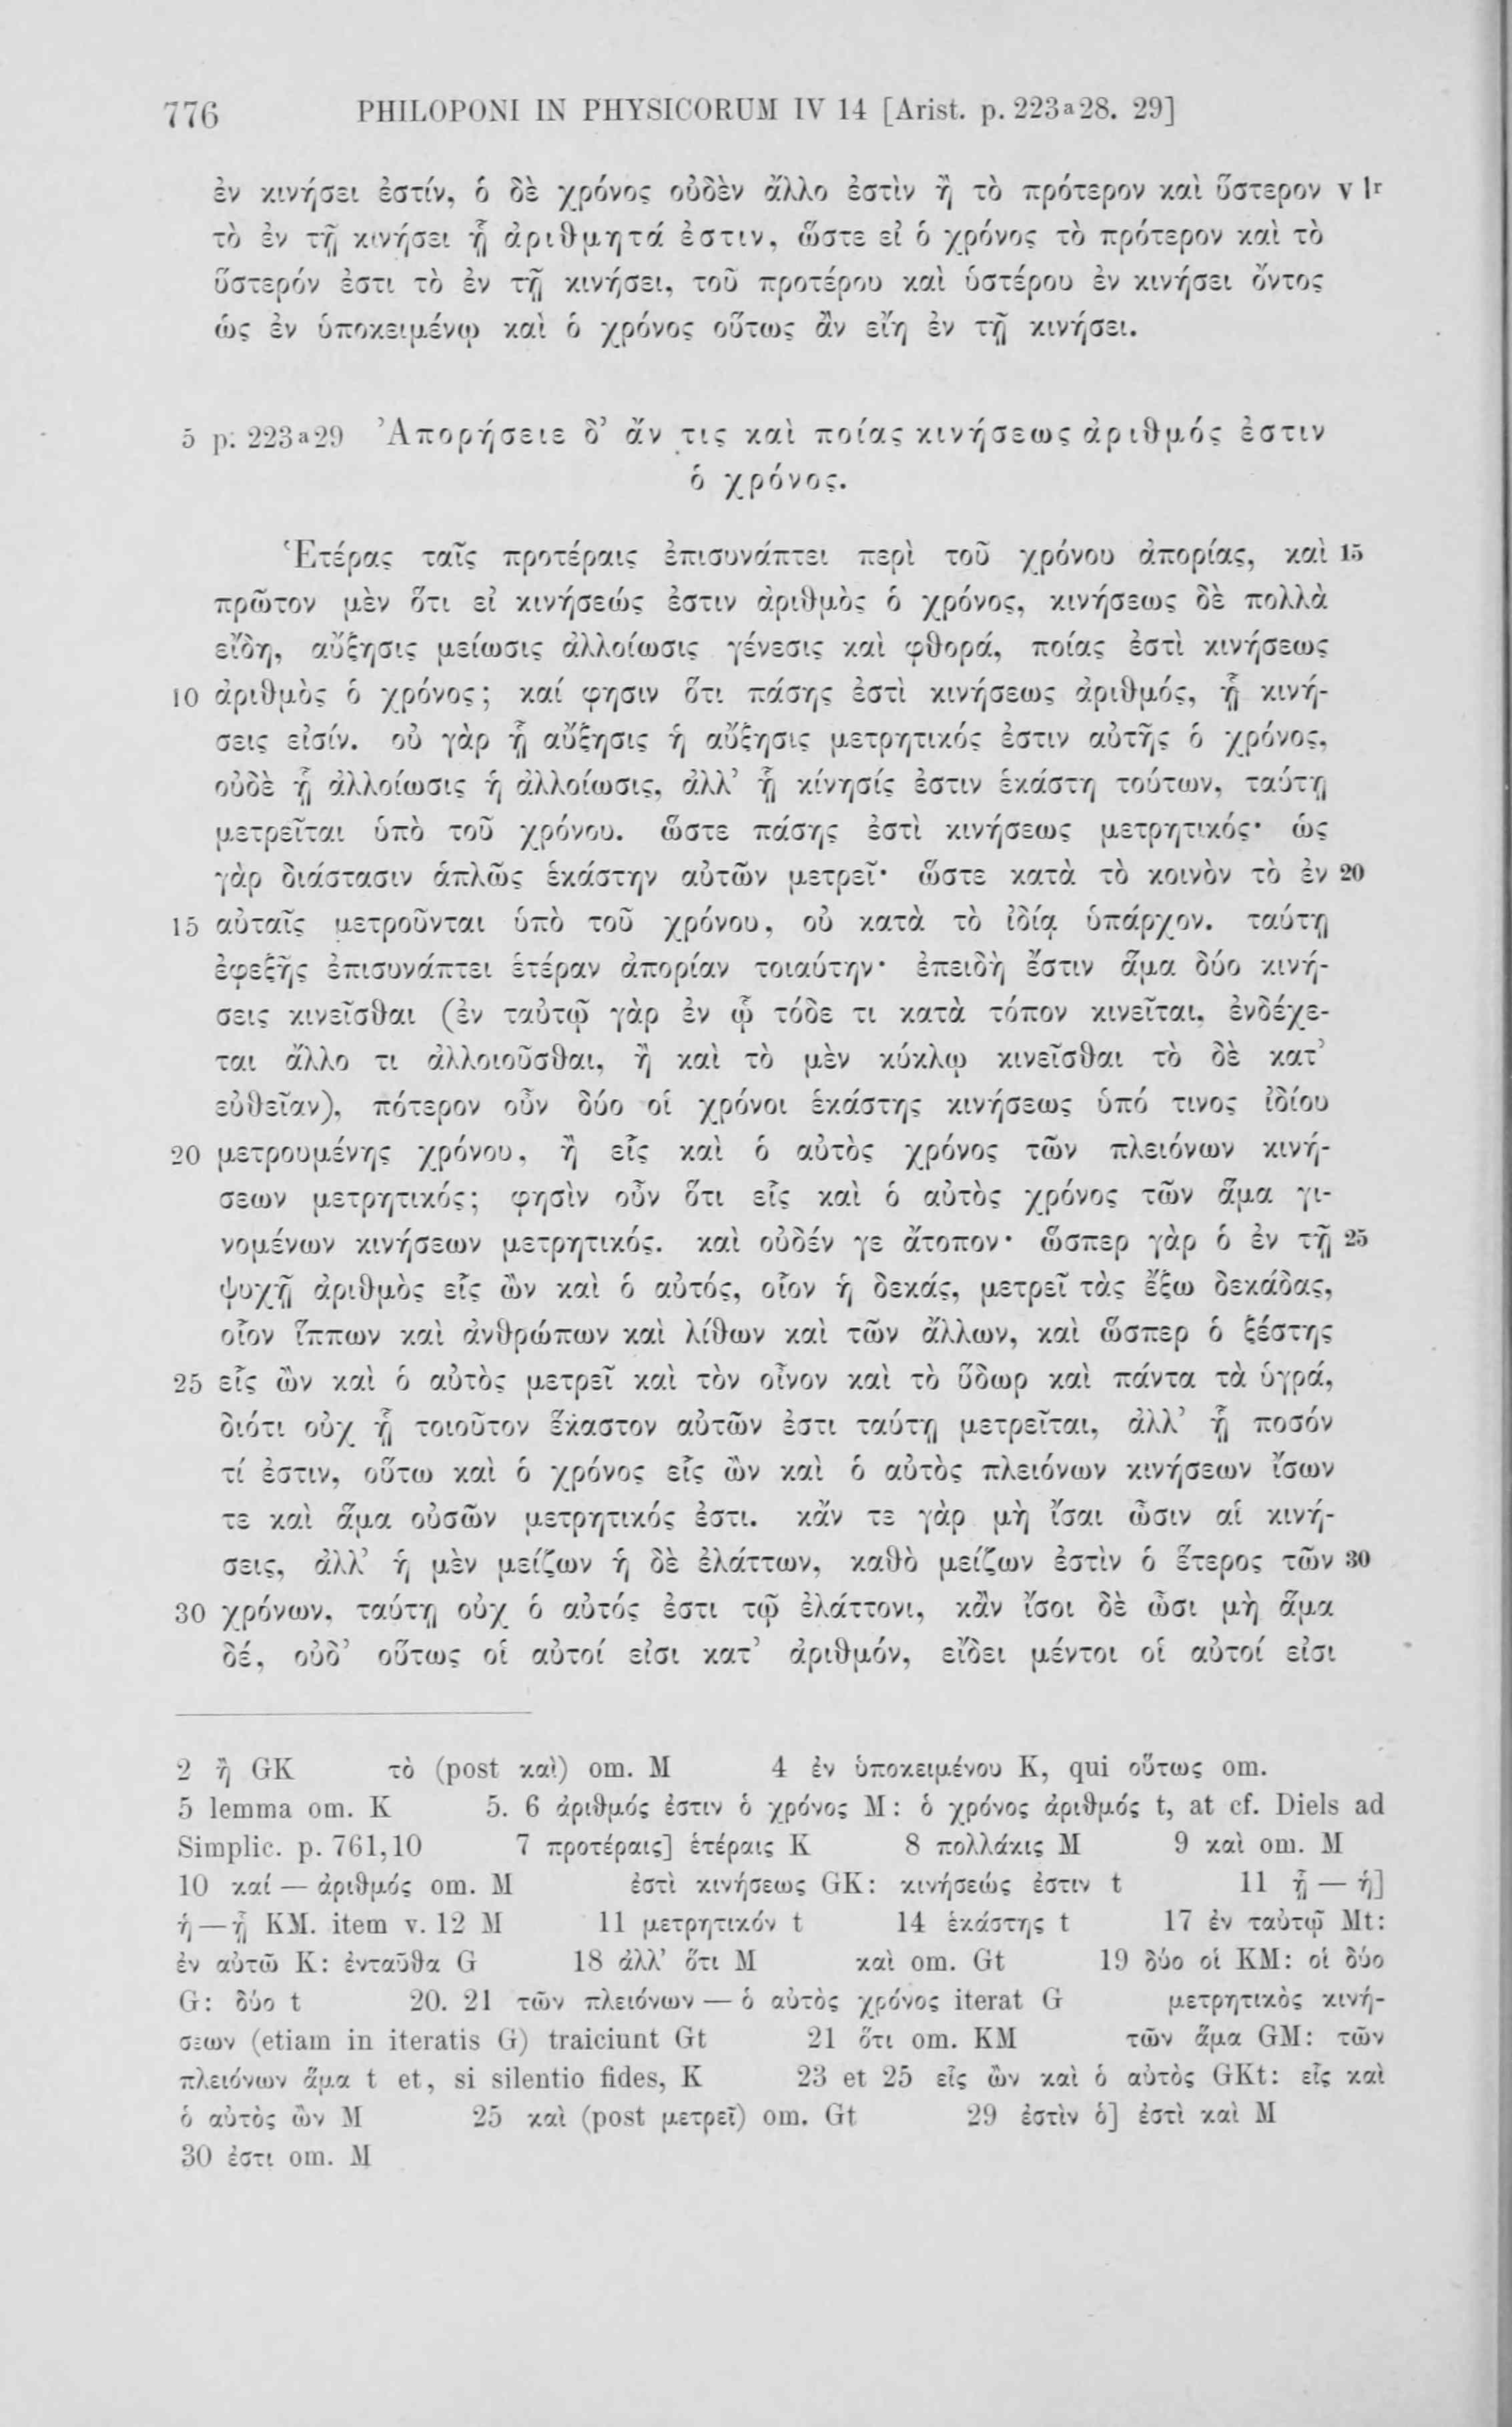 776 PHILOPONI IN PHYSICORUM IV 14 [Arist. p. 223a28. 29]
ἐν κινήσει ἐστίν, ὁ δὲ χρόνος οὐδὲν ἄλλο ἐστὶν ἢ τὸ πρότερον καὶ ὕστερον v 1r
τὸ ἐν τῇ κινήσει ᾗ ἀριθμητά ἐστιν, ὥστε εἰ ὁ χρόνος τὸ πρότερον καὶ τὸ
ὕστερόν ἐστι τὸ ἐν τῇ κινήσει, τοῦ προτέρου καὶ ὑστέρου ἐν κινήσει ὄντος
ὡς ἐν ὑποκειμένῳ καὶ ὁ χρόνος οὕτως ἂν εἴη ἐν τῇ κινήσει.
5 p. 223a29 Ἀπορήσειε δ’ ἄν τις καὶ ποίας κινήσεως ἀριθμός ἐστιν
ὁ χρόνος.
Ἑτέρας ταῖς προτέραις ἐπισυνάπτει περὶ τοῦ χρόνου ἀπορίας, καὶ 15
πρῶτον μὲν ὅτι εἰ κινήσεώς ἐστιν ἀριθμὸς ὁ χρόνος, κινήσεως δὲ πολλὰ
εἴδη, αὔξησις μείωσις ἀλλοίωσις γένεσις καὶ φθορά, ποίας ἐστὶ κινήσεως
10 ἀριθμὸς ὁ χρόνος; καί φησιν ὅτι πάσης ἐστὶ κινήσεως ἀριθμός, ᾗ κινή-
σεις εἰσίν. οὐ γὰρ ᾗ αὔξησις ἡ αὔξησις μετρητικός ἐστιν αὐτῆς ὁ χρόνος,
οὐδὲ ᾗ ἀλλοίωσις ἡ ἀλλοίωσις, ἀλλ’ ᾗ κίνησίς ἐστιν ἑκάστη τούτων, ταύτῃ
μετρεῖται ὑπὸ τοῦ χρόνου. ὥστε πάσης ἐστὶ κινήσεως μετρητικός· ὡς
γὰρ διάστασιν ἁπλῶς ἑκάστην αὐτῶν μετρεῖ· ὥστε κατὰ τὸ κοινὸν τὸ ἐν 20
15 αὐταῖς μετροῦνται ὑπὸ τοῦ χρόνου, οὐ κατὰ τὸ ἰδίᾳ ὑπάρχον. ταύτῃ
ἐφεξῆς ἐπισυνάπτει ἑτέραν ἀπορίαν τοιαύτην· ἐπειδὴ ἔστιν ἅμα δύο κινή-
σεις κινεῖσθαι (ἐν ταὐτῷ γὰρ ἐν ᾧ τόδε τι κατὰ τόπον κινεῖται, ἐνδέχε-
ται ἄλλο τι ἀλλοιοῦσθαι, ἢ καὶ τὸ μὲν κύκλῳ κινεῖσθαι τὸ δὲ κατ’
εὐθεῖαν), πότερον οὖν δύο οἱ χρόνοι ἑκάστης κινήσεως ὑπό τινος ἰδίου
20 μετρουμένης χρόνου, ἢ εἷς καὶ ὁ αὐτὸς χρόνος τῶν πλειόνων κινή-
σεων μετρητικός; φησὶν οὖν ὅτι εἷς καὶ ὁ αὐτὸς χρόνος τῶν ἅμα γι-
νομένων κινήσεων μετρητικός. καὶ οὐδέν γε ἄτοπον· ὥσπερ γὰρ ὁ ἐν τῇ 25
ψυχῇ ἀριθμὸς εἷς ὢν καὶ ὁ αὐτός, οἷον ἡ δεκάς, μετρεῖ τὰς ἔξω δεκάδας,
οἷον ἵππων καὶ ἀνθρώπων καὶ λίθων καὶ τῶν ἄλλων, καὶ ὥσπερ ὁ ξέστης
25 εἷς ὢν καὶ ὁ αὐτὸς μετρεῖ καὶ τὸν οἶνον καὶ τὸ ὕδωρ καὶ πάντα τὰ ὑγρά,
διότι οὐχ ᾗ τοιοῦτον ἕκαστον αὐτῶν ἐστι ταύτῃ μετρεῖται, ἀλλ’ ᾗ ποσόν
τί ἐστιν, οὕτω καὶ ὁ χρόνος εἷς ὢν καὶ ὁ αὐτὸς πλειόνων κινήσεων ἴσων
τε καὶ ἅμα οὐσῶν μετρητικός ἐστι. κἄν τε γὰρ μὴ ἴσαι ὦσιν αἱ κινή-
σεις, ἀλλ’ ἡ μὲν μείζων ἡ δὲ ἐλάττων, καθὸ μείζων ἐστὶν ὁ ἕτερος τῶν 30
30 χρόνων, ταύτῃ οὐχ ὁ αὐτός ἐστι τῷ ἐλάττονι, κἂν ἴσοι δὲ ὦσι μὴ ἅμα
δέ, οὐδ’ οὕτως οἱ αὐτοί εἰσι κατ’ ἀριθμόν, εἴδει μέντοι οἱ αὐτοί εἰσι
2 ἢ GK τὸ (post καὶ) om. M 4 ἐν ὑποκειμένου K, qui οὕτως om.
5 lemma om. K 5. 6 ἀριθμός ἐστιν ὁ χρόνος M: ὁ χρόνος ἀριθμός t, at cf. Diels ad
Simplic. p. 761,10 7 προτέραις] ἑτέραις K 8 πολλάκις M 9 καὶ om. M
10 καί — ἀριθμός om. M ἐστὶ κινήσεως GK: κινήσεώς ἐστιν t 11 ᾗ — ἡ]
ἡ — ᾗ KM. item v. 12 M 11 μετρητικόν t 14 ἑκάστης t 17 ἐν ταὐτῷ Mt:
ἐν αὐτῶ K: ἐνταῦθα G 18 ἀλλ’ ὅτι M καὶ om. Gt 19 δύο οἱ KM: οἱ δύο
G: δύο t 20. 21 τῶν πλειόνων — ὁ αὐτὸς χρόνος iterat G μετρητικὸς κινή-
σεων (etiam in iteratis G) traiciunt Gt 21 ὅτι om. KM τῶν ἅμα GM: τῶν
πλειόνων ἅμα t et, si silentio fides, K 23 et 25 εἷς ὢν καὶ ὁ αὐτὸς GKt: εἷς καὶ
ὁ αὐτὸς ὢν M 25 καὶ (post μετρεῖ) om. Gt 29 ἐστὶν ὁ] ἐστὶ καὶ M
30 ἐστι om. M